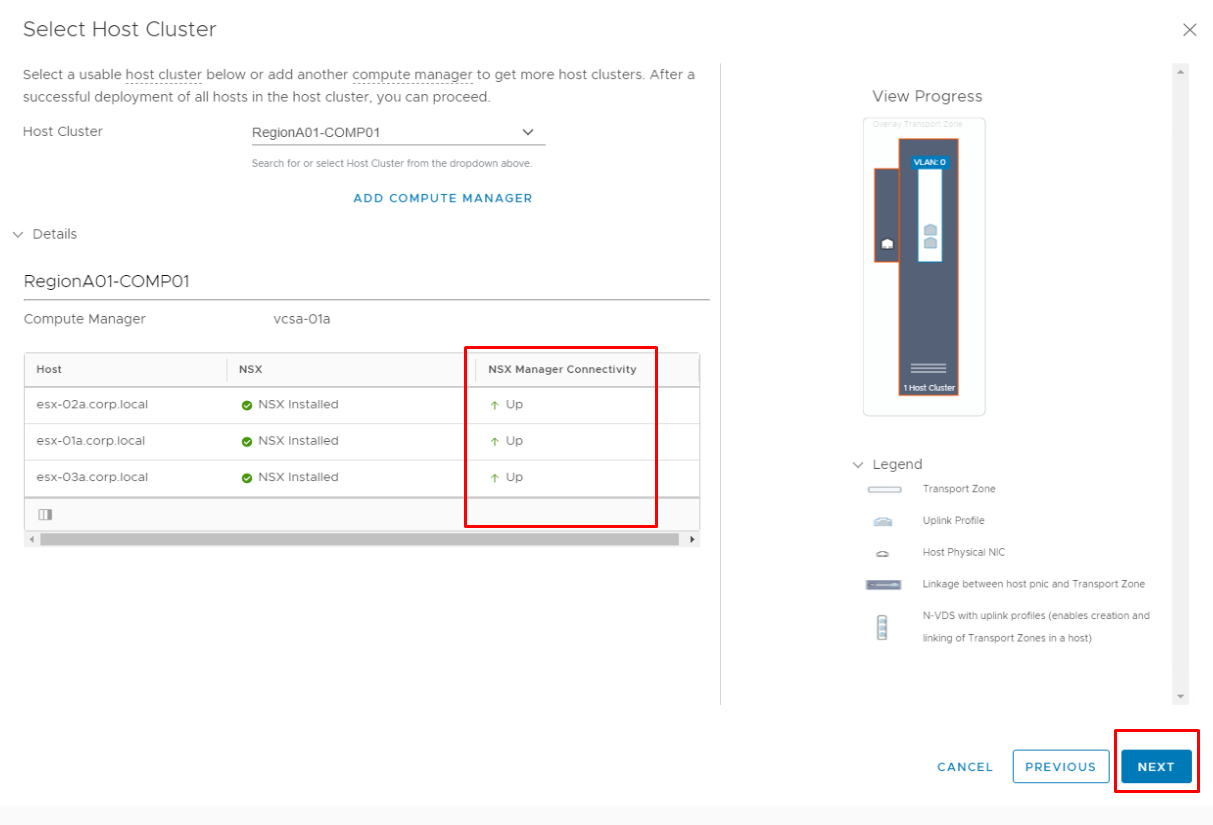 Select Host Cluster
Select a usable host cluster below or add another compute manager to get more host clusters. After a
successful deployment of all hosts in the host cluster, you can proceed.
Host Cluster
RegionA01-COMP01
Search for or select Host Cluster from the dropdown above.
ADD COMPUTE MANAGER
Details
RegionA01-COMP01
Compute Manager vcsa-01a
Host NSX NSX Manager Connectivity
esx-02a.corp.local NSX Installed Up
esx-01a.corp.local NSX Installed Up
esx-03a.corp.local NSX Installed Up
View Progress
Overlay Transport Zone
VLAN: 0
1 Host Cluster
Legend
Transport Zone
Uplink Profile
Host Physical NIC
Linkage between host pnic and Transport Zone
N-VDS with uplink profiles (enables creation and
linking of Transport Zones in a host)
CANCEL PREVIOUS NEXT